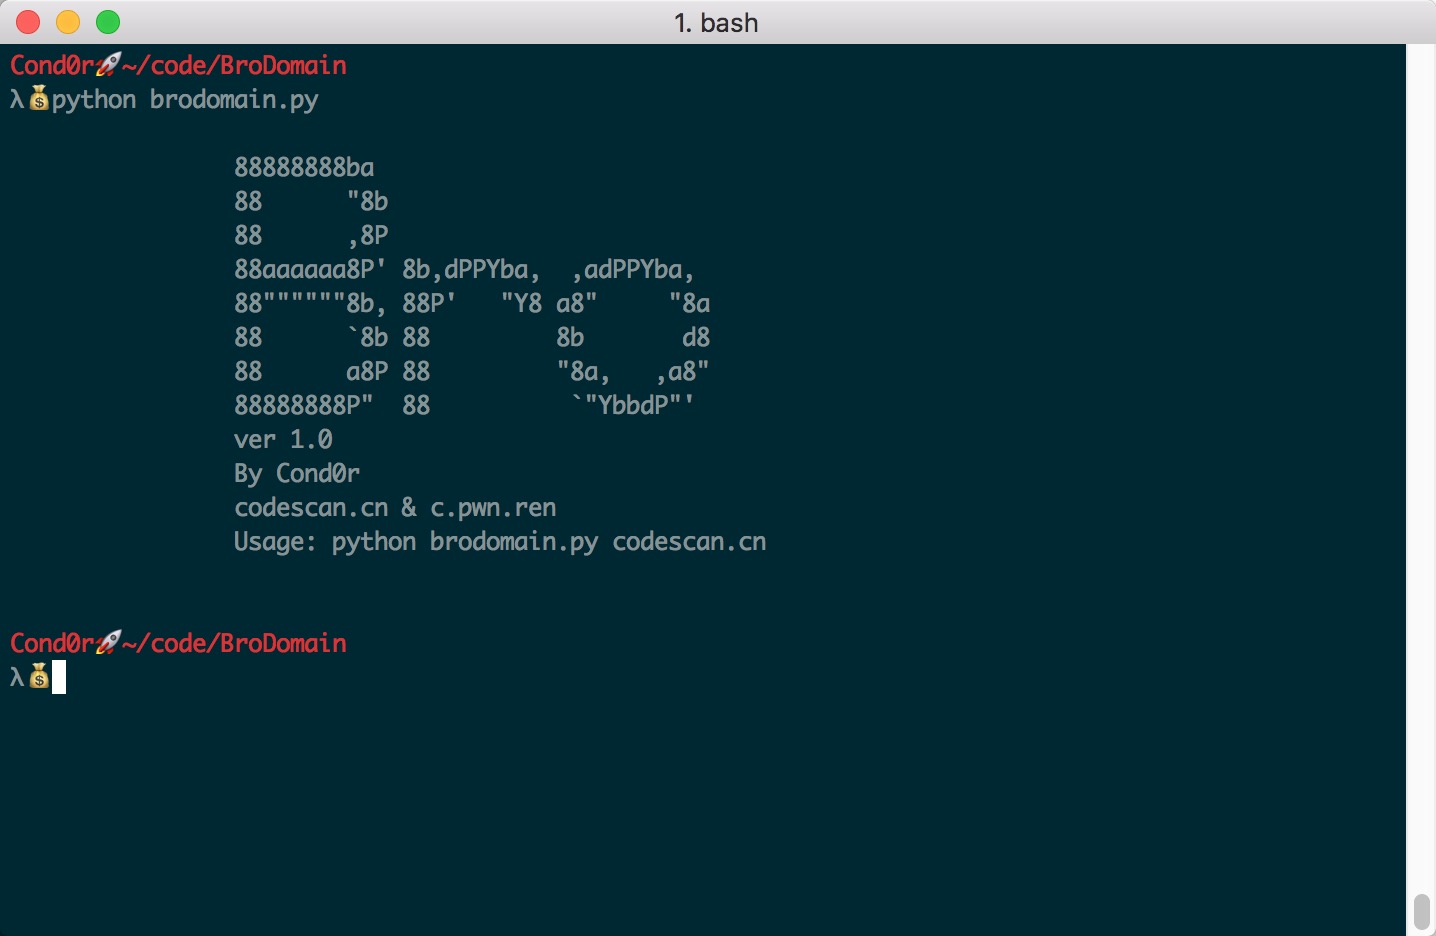 1. bash
Cond0r🚀~/code/BroDomain
λ💰python brodomain.py
88888888ba
88      "8b
88      ,8P
88aaaaaa8P' 8b,dPPYba,  ,adPPYba,
88""""""8b, 88P'   "Y8 a8"     "8a
88      `8b 88         8b       d8
88      a8P 88         "8a,   ,a8"
88888888P"  88          `"YbbdP"'
ver 1.0
By Cond0r
codescan.cn & c.pwn.ren
Usage: python brodomain.py codescan.cn
Cond0r🚀~/code/BroDomain
λ💰